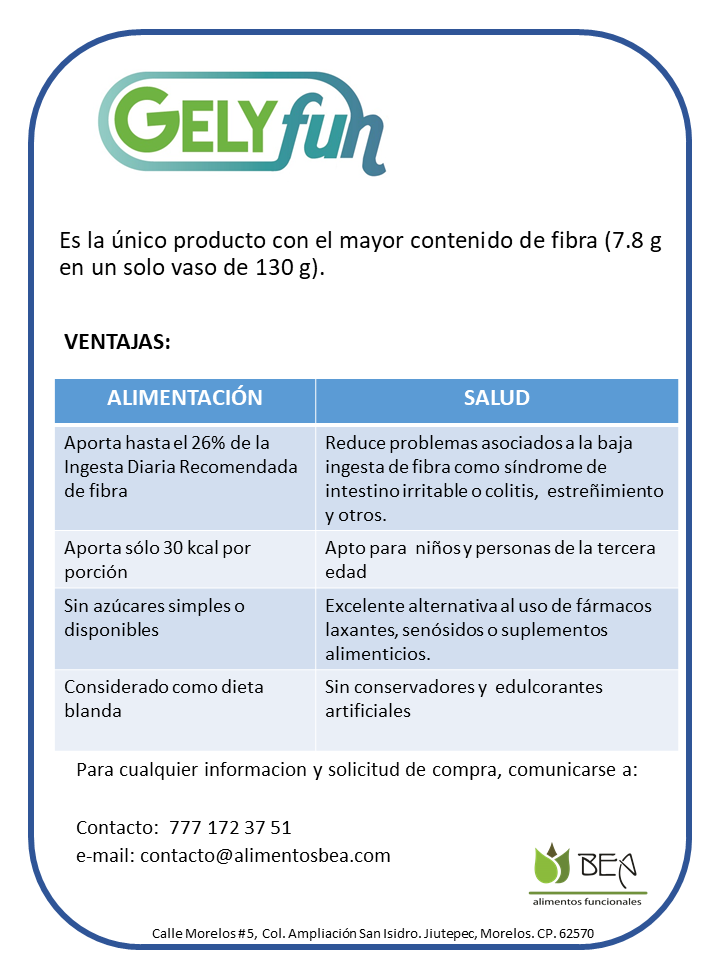 GELYfun
Es la único producto con el mayor contenido de fibra (7.8 g
en un solo vaso de 130 g).
VENTAJAS:
ALIMENTACIÓN
SALUD
Aporta hasta el 26% de la
Ingesta Diaria Recomendada
de fibra
Reduce problemas asociados a la baja
ingesta de fibra como síndrome de
intestino irritable o colitis, estreñimiento
y otros.
Aporta sólo 30 kcal por
porción
Apto para niños y personas de la tercera
edad
Sin azúcares simples o
disponibles
Excelente alternativa al uso de fármacos
laxantes, senósidos o suplementos
alimenticios.
Considerado como dieta
blanda
Sin conservadores y edulcorantes
artificiales
Para cualquier informacion y solicitud de compra, comunicarse a:
Contacto: 777 172 37 51
e-mail: contacto@alimentosbea.com
BEA
alimentos funcionales
Calle Morelos #5, Col. Ampliación San Isidro. Jiutepec, Morelos. CP. 62570